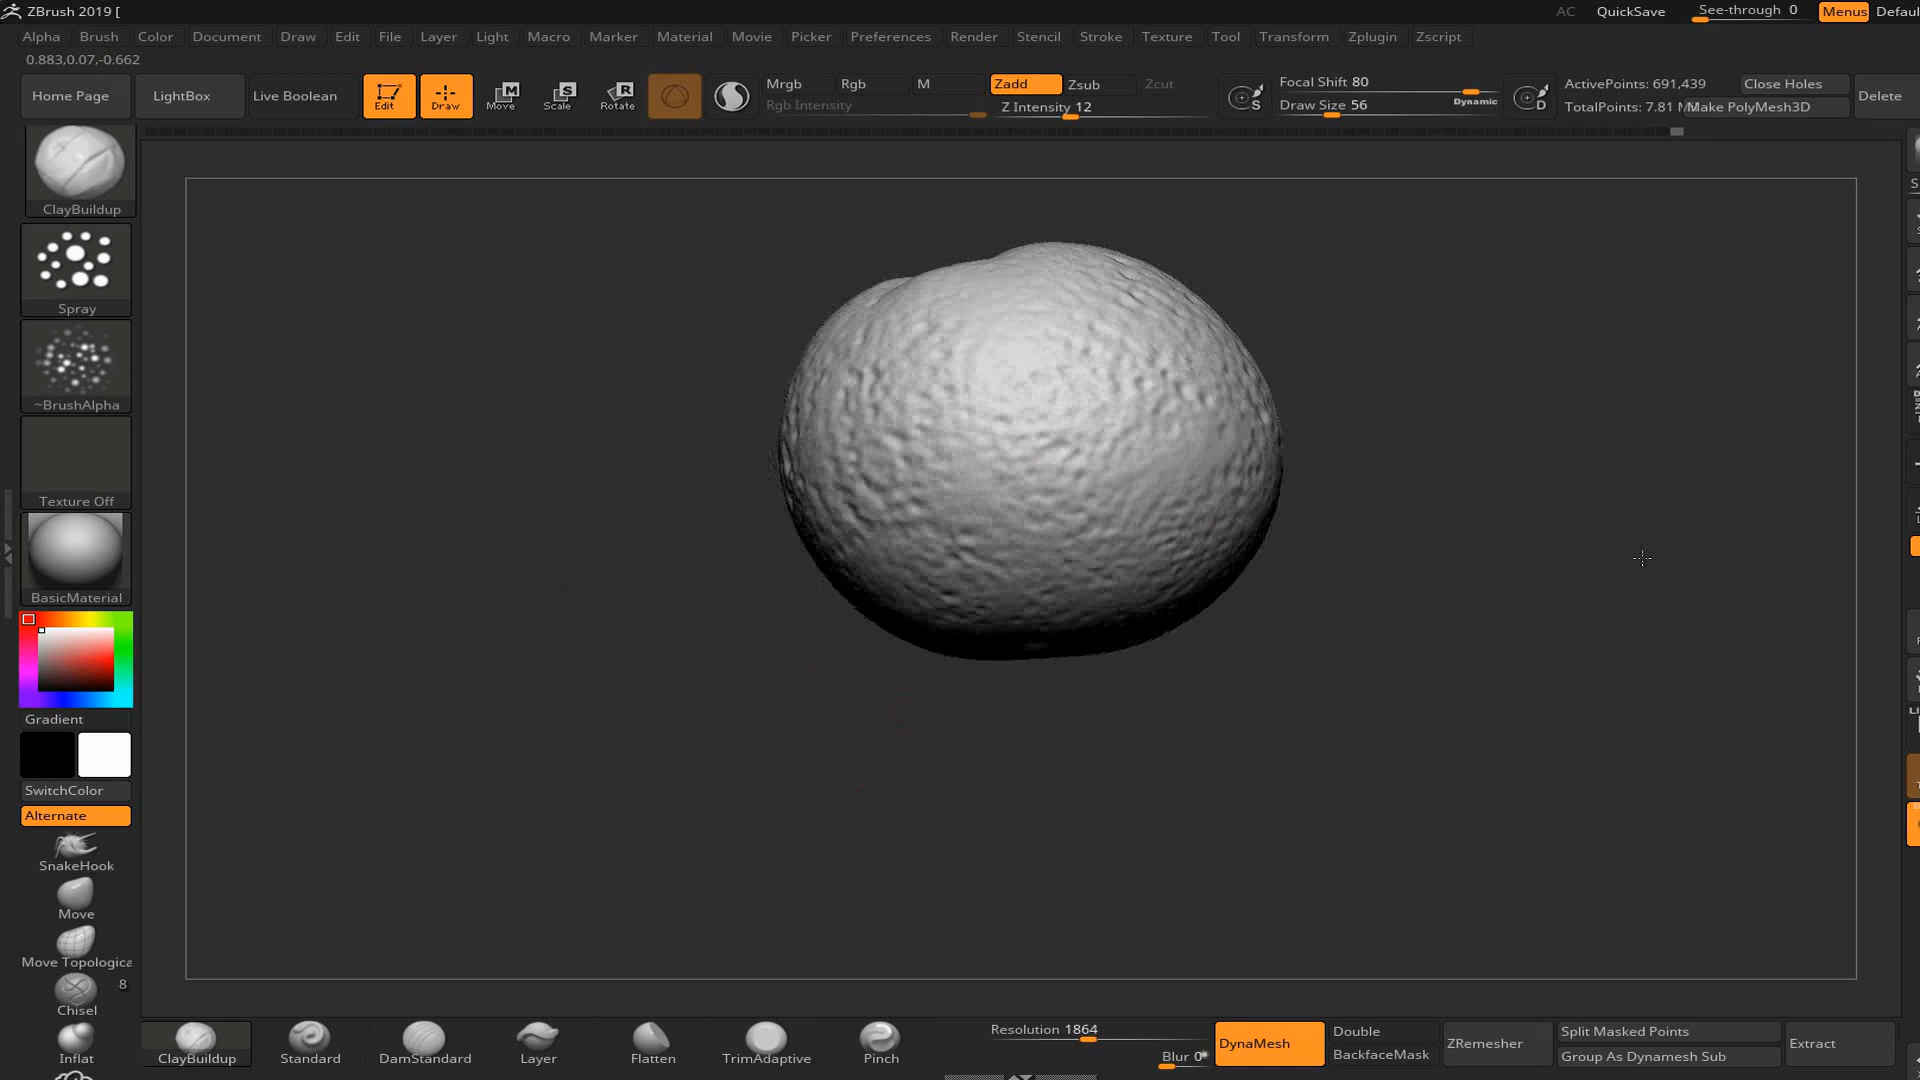 ZBrush 2019 [
AC QuickSave See-through 0 Menus Defau
Alpha Brush Color Document Draw Edit File Layer Light Macro Marker Material Movie Picker Preferences Render Stencil Stroke Texture Tool Transform Zplugin Zscript
0.883,0.07,-0.662
Home Page LightBox Live Boolean Edit Draw Move Scale Rotate
M S R
Mrgb Rgb M Zadd Zsub Zcut
Rgb Intensity Z Intensity 12
S Focal Shift 80
Draw Size 56 Dynamic D
ActivePoints: 691,439 Close Holes Delete
TotalPoints: 7.81 M Make PolyMesh3D
ClayBuildup
Spray
~BrushAlpha
Texture Off
BasicMaterial
Gradient
SwitchColor
Alternate
SnakeHook
Move
Move Topologica
8
Chisel
Inflat
ClayBuildup Standard DamStandard Layer Flatten TrimAdaptive Pinch
Resolution 1864
Blur 0
DynaMesh
Double
BackfaceMask
ZRemesher
Split Masked Points
Group As Dynamesh Sub
Extract